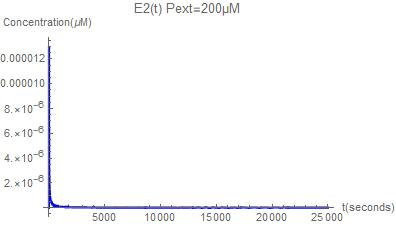 E2(t) Pext=200μM
Concentration(μM)
0.000012
0.000010
8.×10⁻⁶
6.×10⁻⁶
4.×10⁻⁶
2.×10⁻⁶
5000 10000 15000 20000 25000 t(seconds)